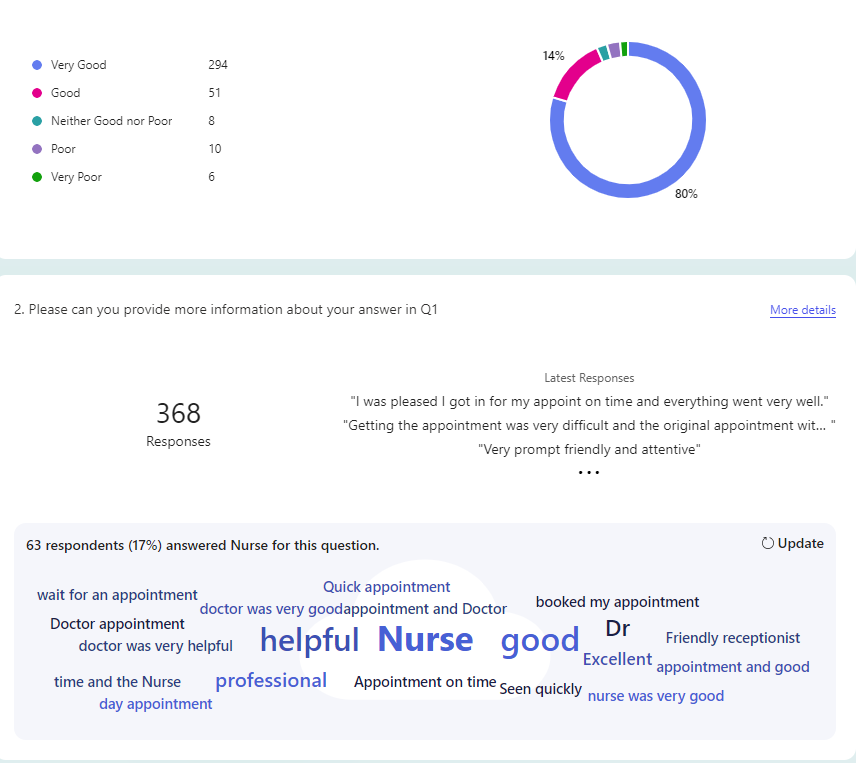 Very Good 294
Good 51
Neither Good nor Poor 8
Poor 10
Very Poor 6
14%
80%
2. Please can you provide more information about your answer in Q1
More details
368
Responses
Latest Responses
"I was pleased I got in for my appoint on time and everything went very well."
"Getting the appointment was very difficult and the original appointment wit... "
"Very prompt friendly and attentive"
...
63 respondents (17%) answered Nurse for this question.
Update
wait for an appointment
Quick appointment
doctor was very good
appointment and Doctor
booked my appointment
Doctor appointment
doctor was very helpful
helpful
Nurse
good
Dr
Friendly receptionist
Excellent
appointment and good
time and the Nurse
professional
Appointment on time
Seen quickly
nurse was very good
day appointment